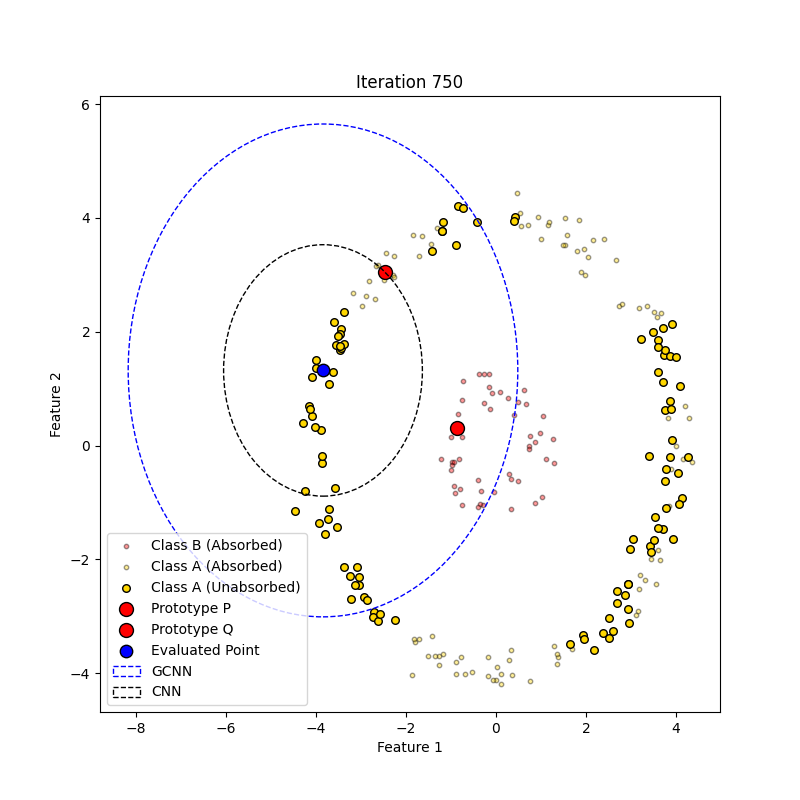 Iteration 750
6
4
2
0
−2
−4
Feature 2
Class B (Absorbed)
Class A (Absorbed)
Class A (Unabsorbed)
Prototype P
Prototype Q
Evaluated Point
GCNN
CNN
−8
−6
−4
−2
0
2
4
Feature 1